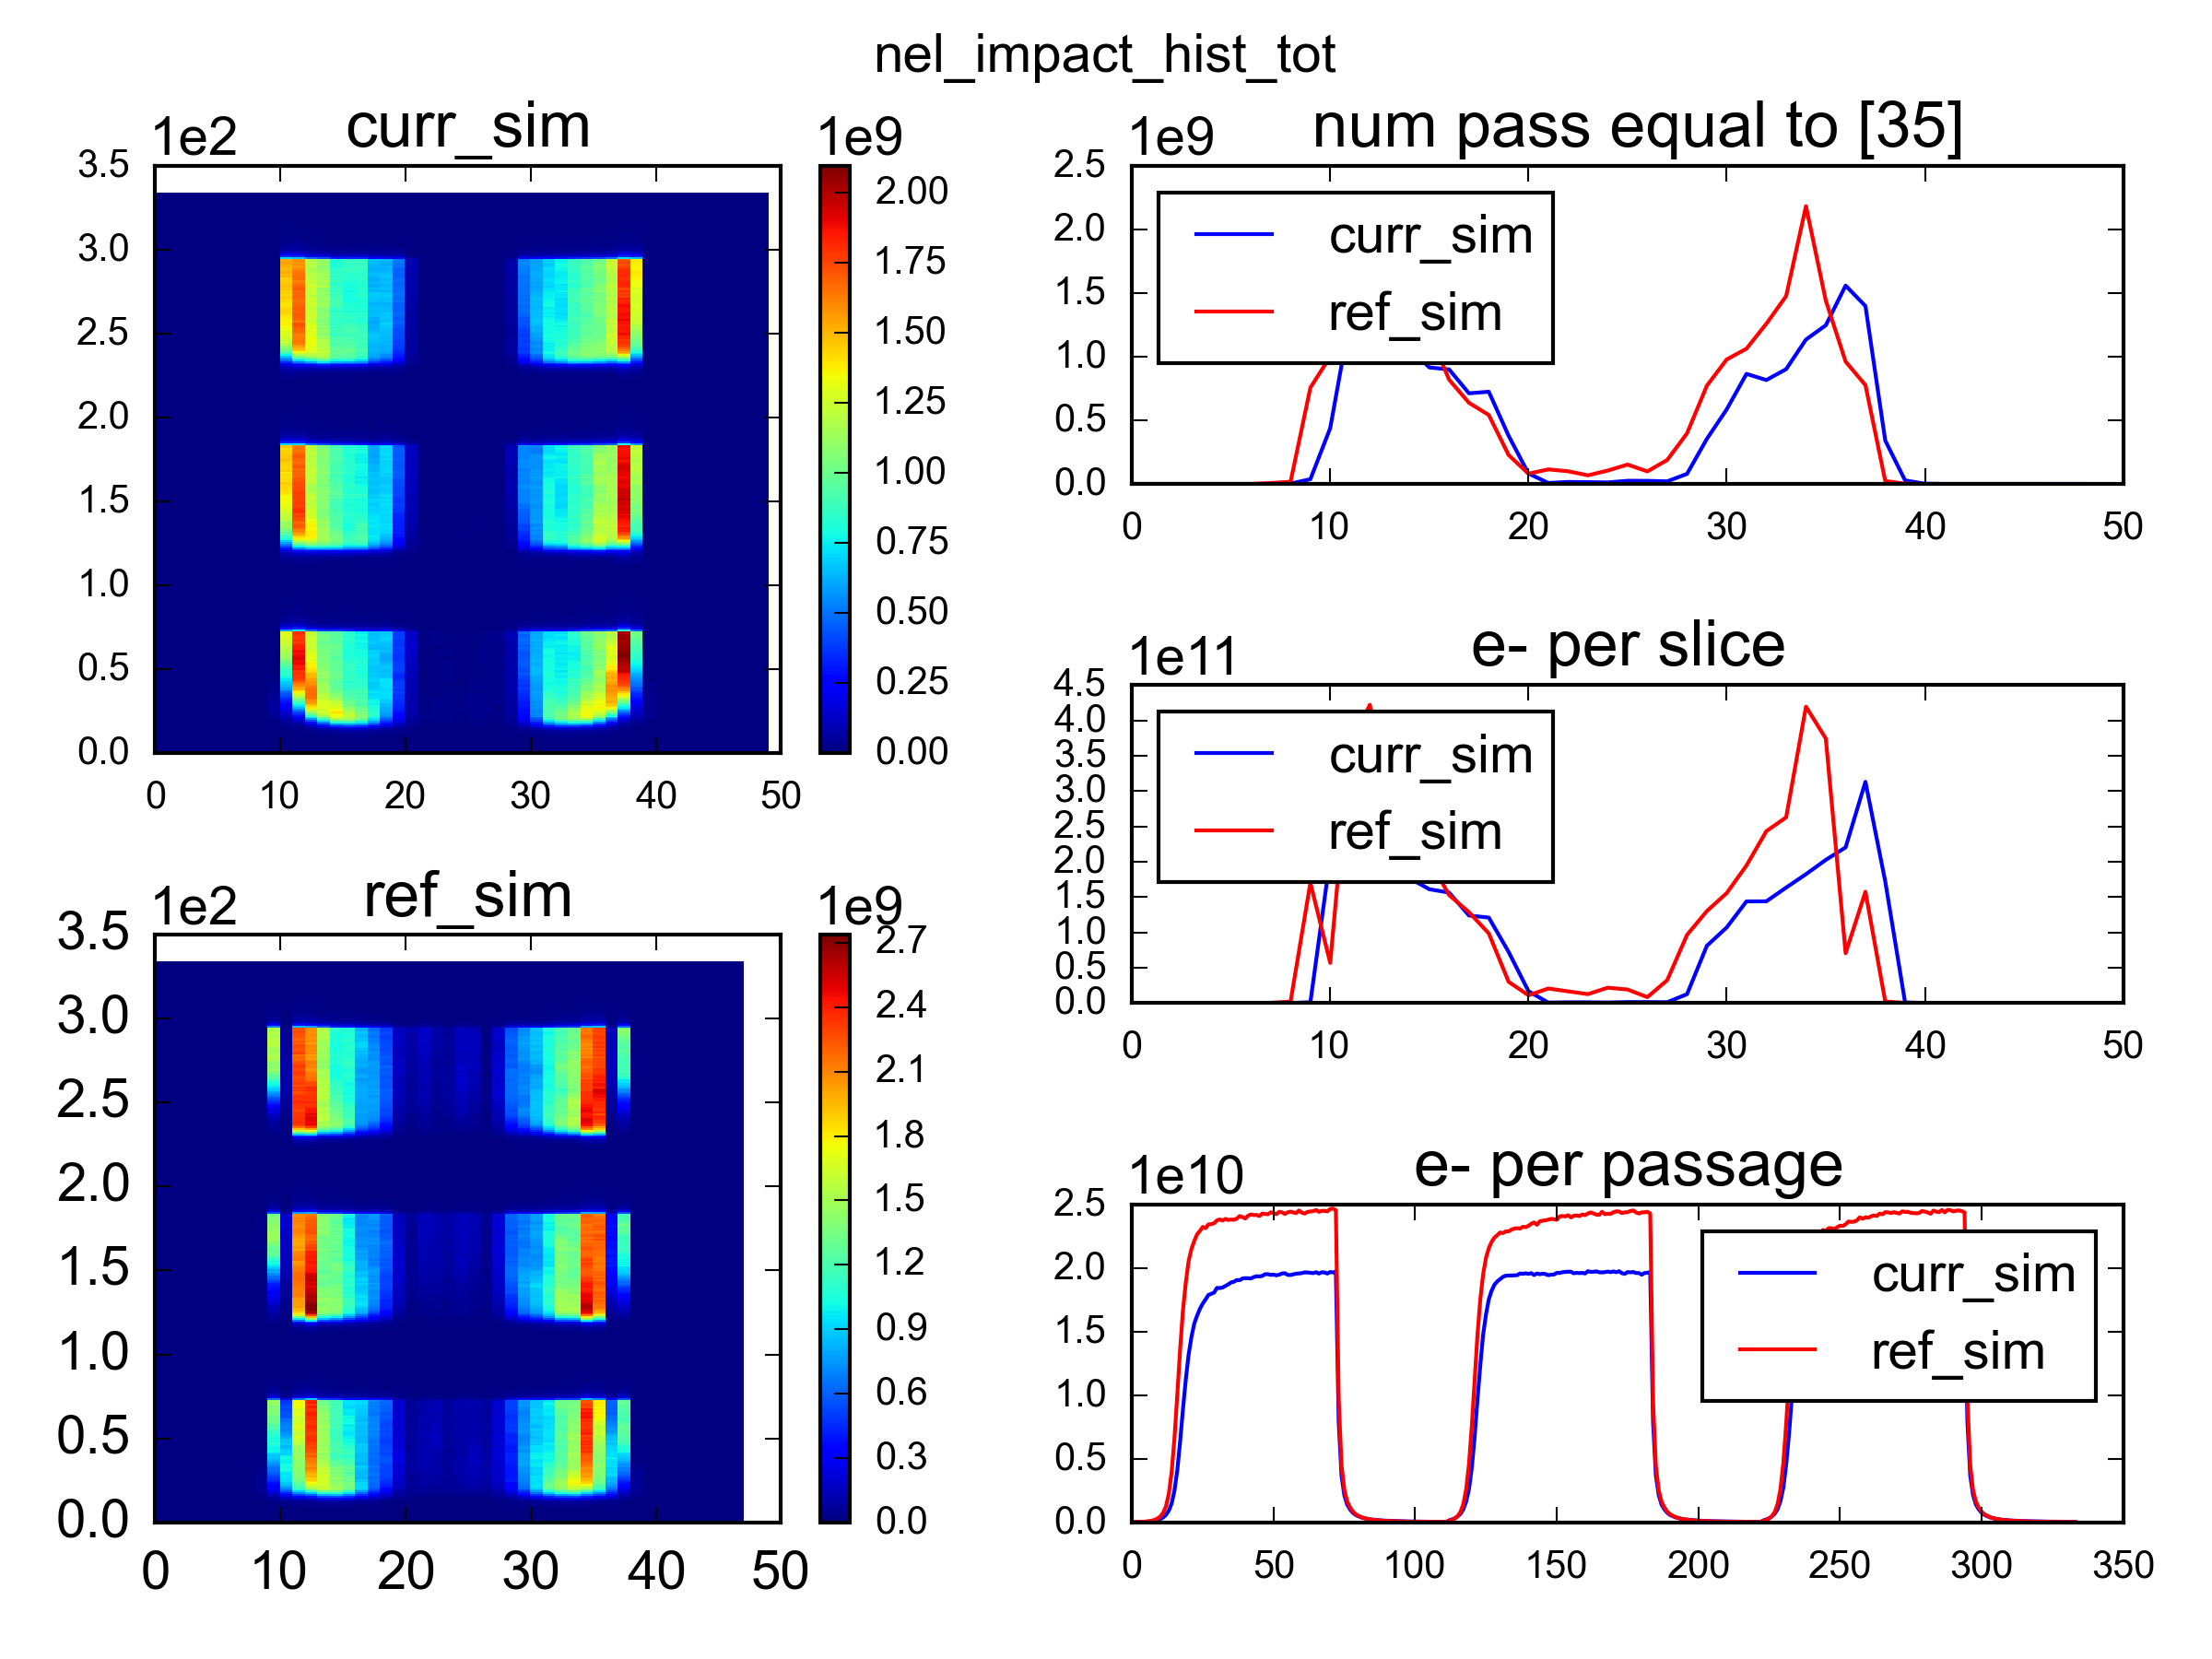 nel_impact_hist_tot
curr_sim
1e2
3.5
3.0
2.5
2.0
1.5
1.0
0.5
0.0
0 10 20 30 40 50
1e9
2.00
1.75
1.50
1.25
1.00
0.75
0.50
0.25
0.00
ref_sim
1e2
3.5
3.0
2.5
2.0
1.5
1.0
0.5
0.0
0 10 20 30 40 50
1e9
2.7
2.4
2.1
1.8
1.5
1.2
0.9
0.6
0.3
0.0
num pass equal to [35]
1e9
2.5
2.0
1.5
1.0
0.5
0.0
0 10 20 30 40 50
curr_sim
ref_sim
e- per slice
1e11
4.5
4.0
3.5
3.0
2.5
2.0
1.5
1.0
0.5
0.0
0 10 20 30 40 50
curr_sim
ref_sim
e- per passage
1e10
2.5
2.0
1.5
1.0
0.5
0.0
0 50 100 150 200 250 300 350
curr_sim
ref_sim